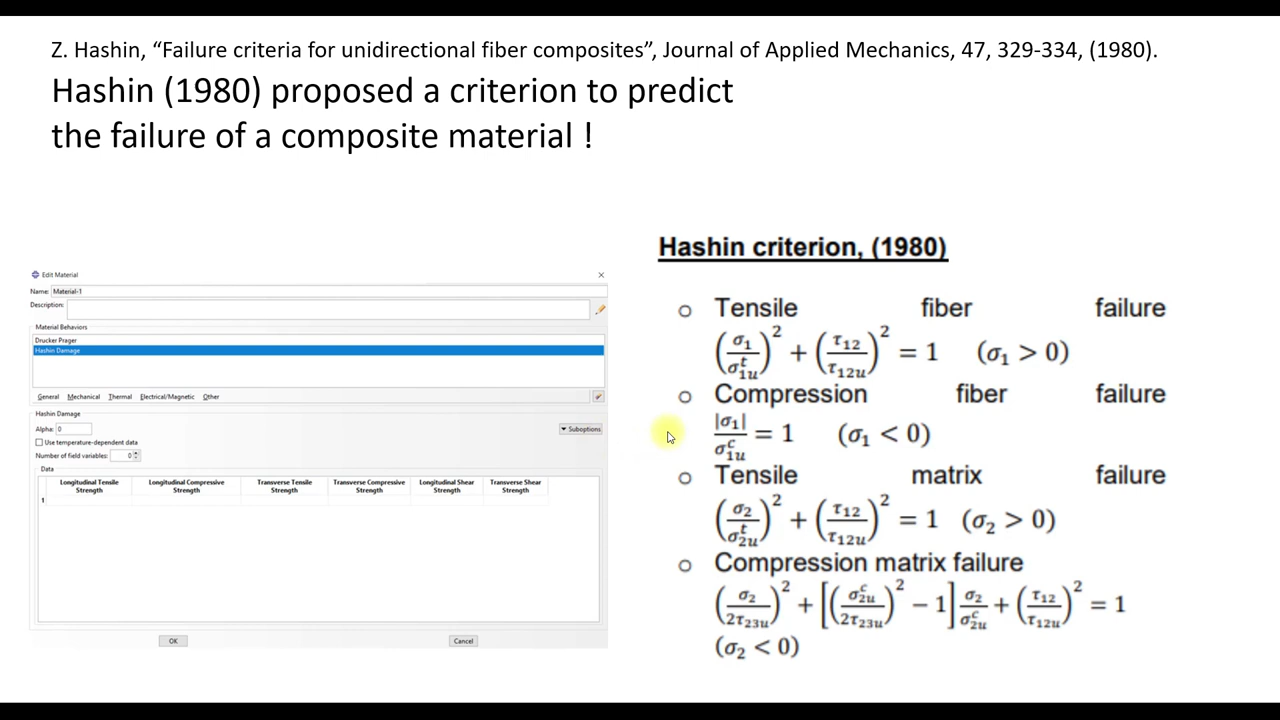 Z. Hashin, “Failure criteria for unidirectional fiber composites”, Journal of Applied Mechanics, 47, 329-334, (1980).
Hashin (1980) proposed a criterion to predict
the failure of a composite material !
Edit Material
Name: Material-1
Description:
Material Behaviors
Drucker Prager
Hashin Damage
General Mechanical Thermal Electrical/Magnetic Other
Hashin Damage
Alpha: 0
▼ Suboptions
Use temperature-dependent data
Number of field variables: 0
Data
Longitudinal Tensile Strength Longitudinal Compressive Strength Transverse Tensile Strength Transverse Compressive Strength Longitudinal Shear Strength Transverse Shear Strength
1
OK Cancel
Hashin criterion, (1980)
o Tensile fiber failure
(σ₁/σ₁ᵤᵗ)² + (τ₁₂/τ₁₂ᵤ)² = 1 (σ₁ > 0)
o Compression fiber failure
|σ₁|/σ₁ᵤᶜ = 1 (σ₁ < 0)
o Tensile matrix failure
(σ₂/σ₂ᵤᵗ)² + (τ₁₂/τ₁₂ᵤ)² = 1 (σ₂ > 0)
o Compression matrix failure
(σ₂/2τ₂₃ᵤ)² + [(σ₂ᵤᶜ/2τ₂₃ᵤ)² − 1] σ₂/σ₂ᵤᶜ + (τ₁₂/τ₁₂ᵤ)² = 1
(σ₂ < 0)